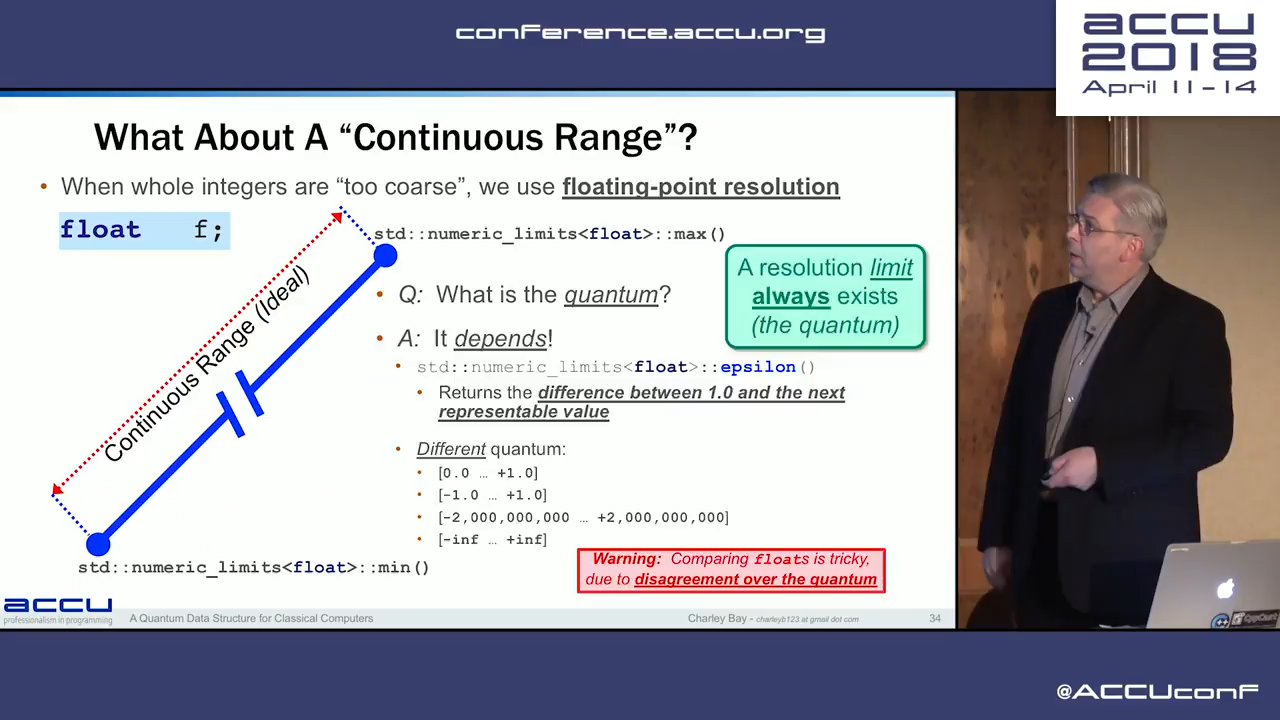 conference.accu.org
accu
2018
April 11-14
What About A “Continuous Range”?
• When whole integers are “too coarse”, we use floating-point resolution
float f;
std::numeric_limits<float>::max()
Continuous Range (Ideal)
A resolution limit
always exists
(the quantum)
• Q: What is the quantum?
• A: It depends!
• std::numeric_limits<float>::epsilon()
• Returns the difference between 1.0 and the next
representable value
• Different quantum:
• [0.0 … +1.0]
• [-1.0 … +1.0]
• [-2,000,000,000 … +2,000,000,000]
• [-inf … +inf]
std::numeric_limits<float>::min()
Warning: Comparing floats is tricky,
due to disagreement over the quantum
accu
professionalism in programming
A Quantum Data Structure for Classical Computers
Charley Bay - charleyb123 at gmail dot com
34
@ACCUconf